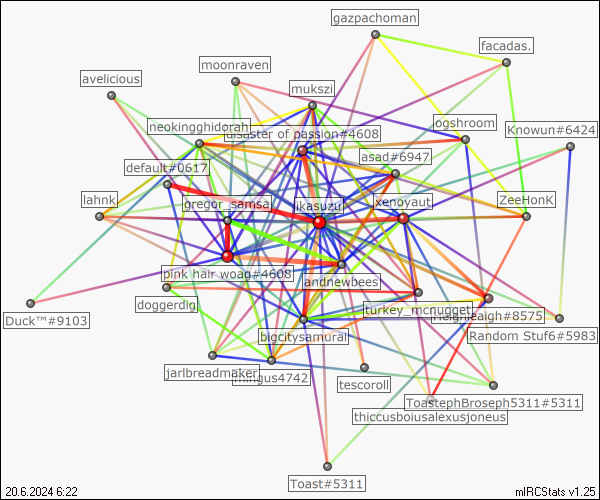 gazpachoman
facadas.
moonraven
avelicious
mukszi
ogshroom
neokingghidorah
disaster of passion#4608
Knowun#6424
asad#6947
default#0617
lahnk
gregor_samsa
ikasuzu
xenoyaut
ZeeHonK
pink hair woag#4608
andnewbees
doggerdig
turkey_mcnugget
#8575
Duck™#9103
bigcitysamurai
Random Stuf6#5983
jarlbreadmaker
mingus4742
tescoroll
ToastephBroseph5311#5311
thiccusboiusalexusjoneus
Toast#5311
20.6.2024 6:22
mIRCStats v1.25